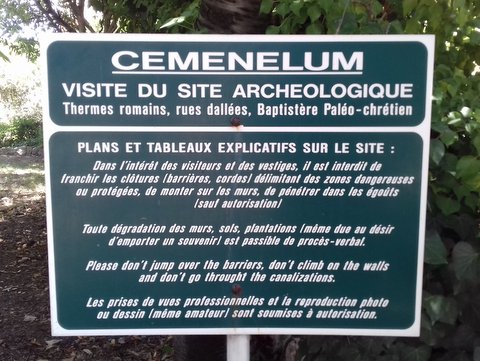 CEMENELUM
VISITE DU SITE ARCHEOLOGIQUE
Thermes romains, rues dallées, Baptistère Paléo-chrétien
PLANS ET TABLEAUX EXPLICATIFS SUR LE SITE :
Dans l'intérêt des visiteurs et des vestiges, il est interdit de
franchir les clôtures (barrières, cordes) délimitant des zones dangereuses
ou protégées, de monter sur les murs, de pénétrer dans les égoûts
(sauf autorisation)
Toute dégradation des murs, sols, plantations (même due au désir
d'emporter un souvenir) est passible de procès-verbal.
Please don't jump over the barriers, don't climb on the walls
and don't go throught the canalizations.
Les prises de vues professionnelles et la reproduction photo
ou dessin (même amateur) sont soumises à autorisation.